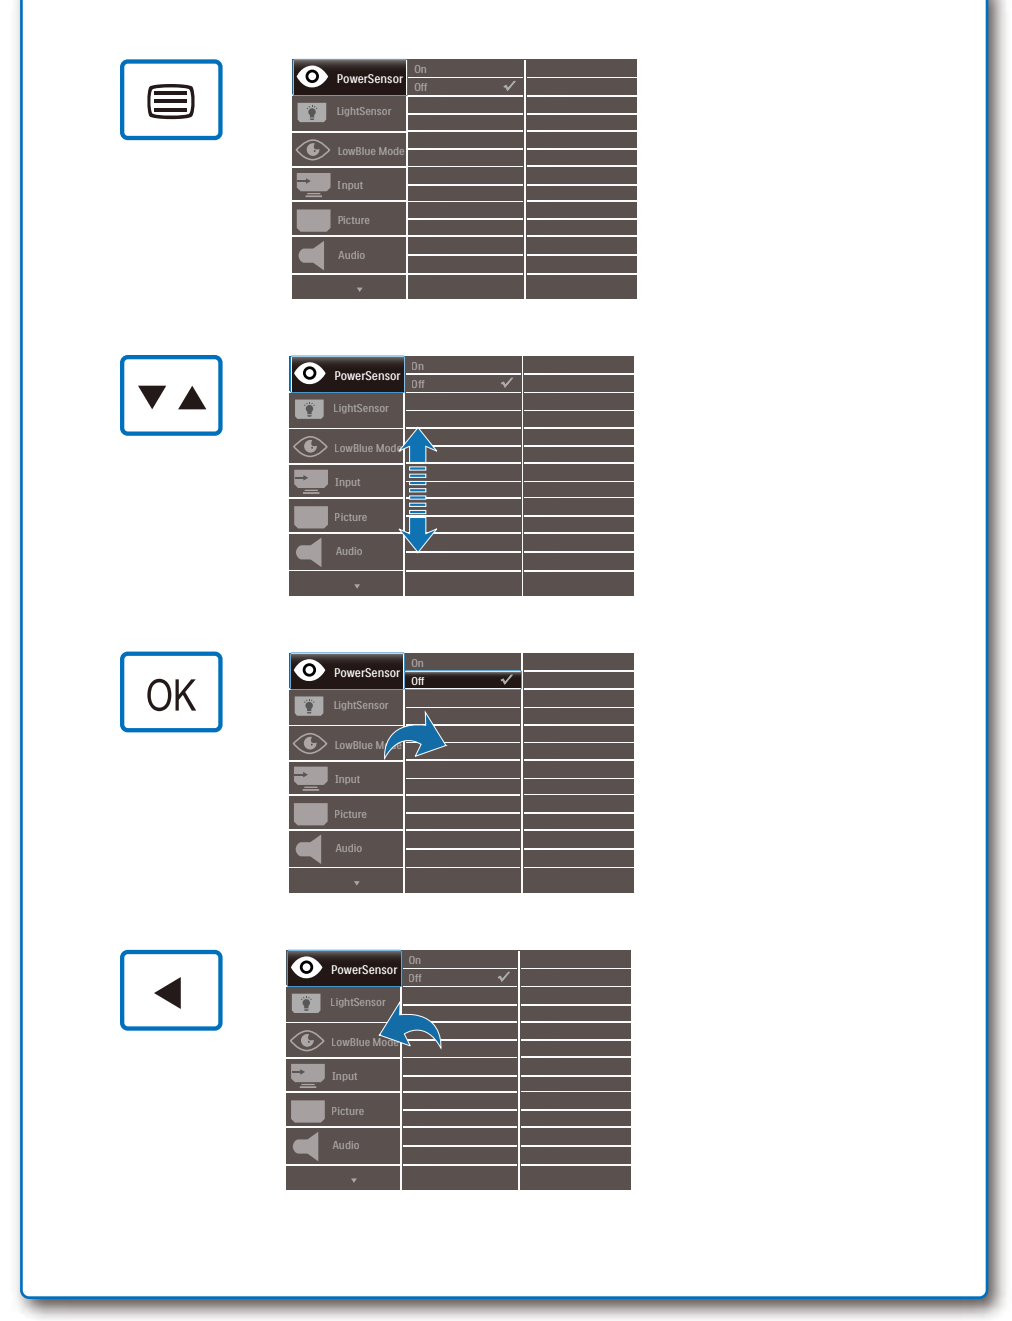 PowerSensor
On
Off
LightSensor
LowBlue Mode
Input
Picture
Audio
PowerSensor
On
Off
LightSensor
LowBlue Mode
Input
Picture
Audio
OK
PowerSensor
On
Off
LightSensor
LowBlue M de
Input
Picture
Audio
PowerSensor
On
Off
LightSensor
LowBlue Mode
Input
Picture
Audio